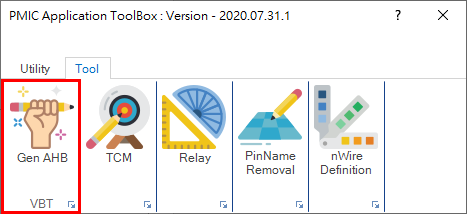 PMIC Application ToolBox : Version - 2020.07.31.1
?
Utility Tool
Gen AHB TCM Relay PinName nWire
Removal Definition
VBT